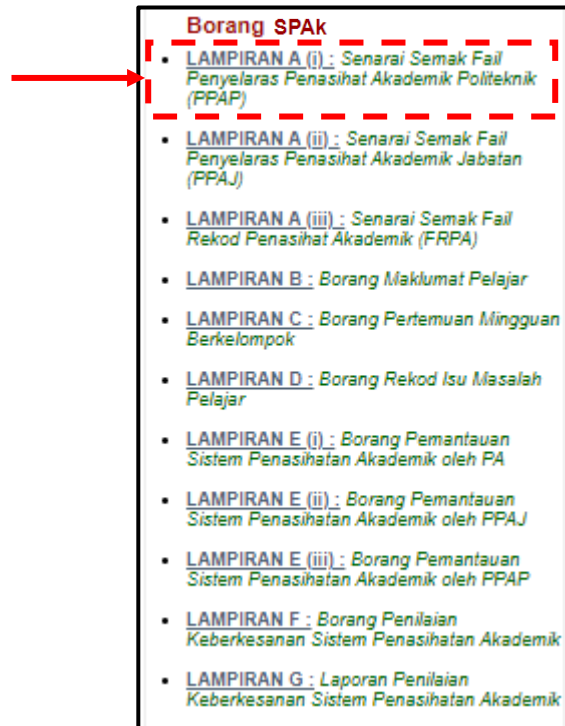 Borang SPAk
LAMPIRAN A (i) : Senarai Semak Fail
Penyelaras Penasihat Akademik Politeknik
(PPAP)
LAMPIRAN A (ii) : Senarai Semak Fail
Penyelaras Penasihat Akademik Jabatan
(PPAJ)
LAMPIRAN A (iii) : Senarai Semak Fail
Rekod Penasihat Akademik (FRPA)
LAMPIRAN B : Borang Maklumat Pelajar
LAMPIRAN C : Borang Pertemuan Mingguan
Berkelompok
LAMPIRAN D : Borang Rekod Isu Masalah
Pelajar
LAMPIRAN E (i) : Borang Pemantauan
Sistem Penasihatan Akademik oleh PA
LAMPIRAN E (ii) : Borang Pemantauan
Sistem Penasihatan Akademik oleh PPAJ
LAMPIRAN E (iii) : Borang Pemantauan
Sistem Penasihatan Akademik oleh PPAP
LAMPIRAN F : Borang Penilaian
Keberkesanan Sistem Penasihatan Akademik
LAMPIRAN G : Laporan Penilaian
Keberkesanan Sistem Penasihatan Akademik